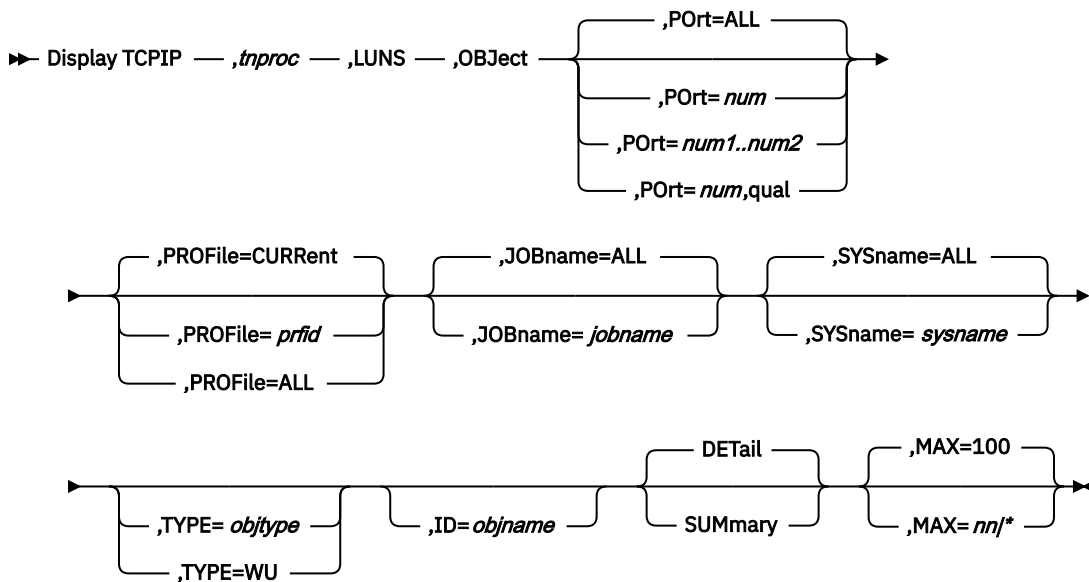 ,POrt=ALL
Display TCPIP ,tnproc ,LUNS ,OBJect
,POrt= num
,POrt= num1..num2
,POrt= num,qual
,PROFile=CURRent ,JOBname=ALL ,SYSname=ALL
,PROFile= prfid ,JOBname= jobname ,SYSname= sysname
,PROFile=ALL
DETail ,MAX=100
,TYPE= objtype ,ID=objname SUMmary ,MAX= nn|*
,TYPE=WU